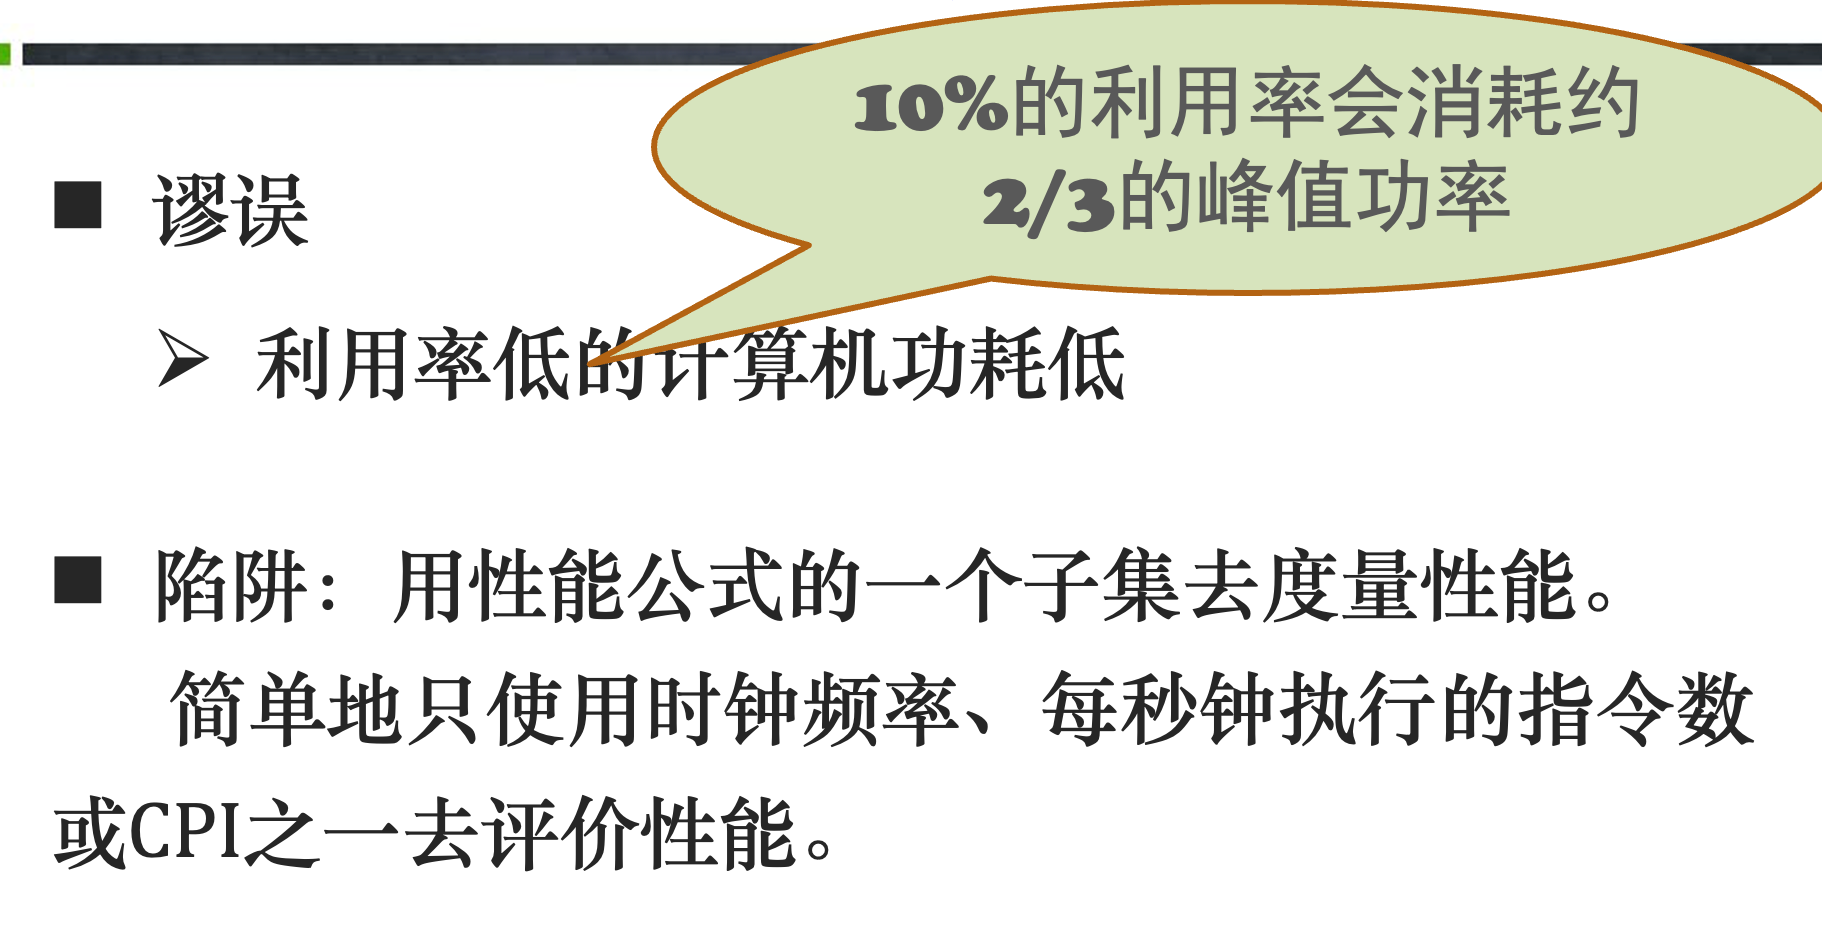 10%的利用率会消耗约
2/3的峰值功率
谬误
利用率低的计算机功耗低
陷阱：用性能公式的一个子集去度量性能。
简单地只使用时钟频率、每秒钟执行的指令数
或CPI之一去评价性能。